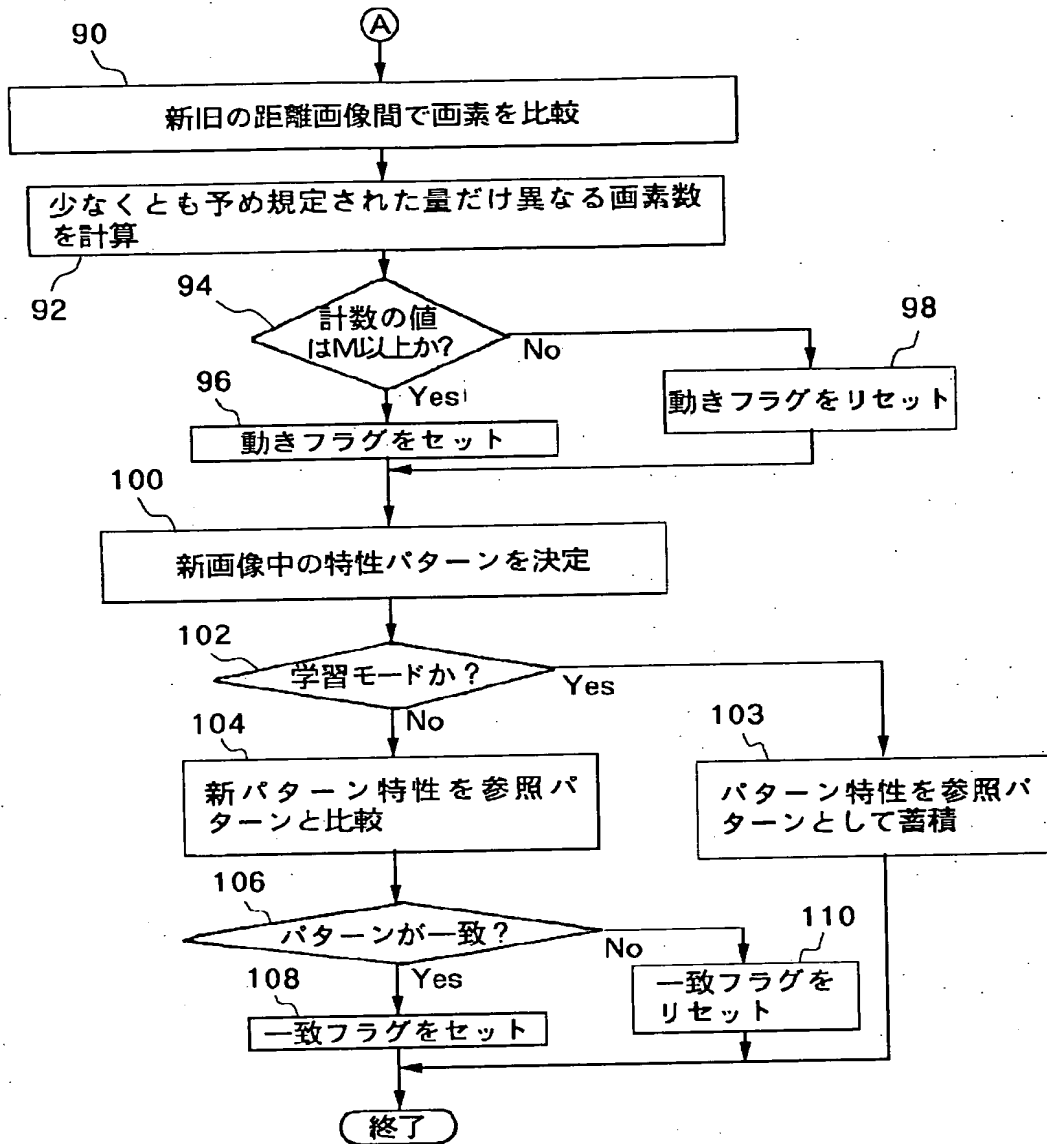 A
90
新旧の距離画像間で画素を比較
少なくとも予め規定された量だけ異なる画素数
を計算
92
94
計数の値
はM以上か?
No
98
Yes
96
動きフラグをリセット
動きフラグをセット
100
新画像中の特性パターンを決定
102
学習モードか?
Yes
No
104
103
新パターン特性を参照パ
ターンと比較
パターン特性を参照パ
ターンとして蓄積
106
パターンが一致?
No
110
Yes
108
一致フラグを
リセット
一致フラグをセット
終了